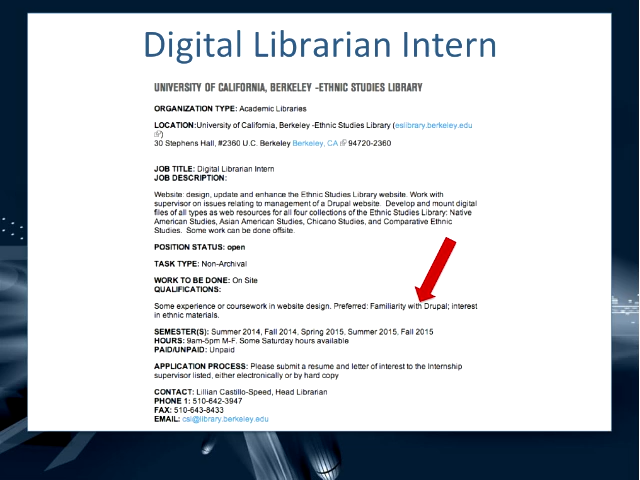 Digital Librarian Intern
UNIVERSITY OF CALIFORNIA, BERKELEY -ETHNIC STUDIES LIBRARY
ORGANIZATION TYPE: Academic Libraries
LOCATION:University of California, Berkeley -Ethnic Studies Library (eslibrary.berkeley.edu
)
30 Stephens Hall, #2360 U.C. Berkeley Berkeley, CA 94720-2360
JOB TITLE: Digital Librarian Intern
JOB DESCRIPTION:
Website: design, update and enhance the Ethnic Studies Library website. Work with
supervisor on issues relating to management of a Drupal website. Develop and mount digital
files of all types as web resources for all four collections of the Ethnic Studies Library: Native
American Studies, Asian American Studies, Chicano Studies, and Comparative Ethnic
Studies. Some work can be done offsite.
POSITION STATUS: open
TASK TYPE: Non-Archival
WORK TO BE DONE: On Site
QUALIFICATIONS:
Some experience or coursework in website design. Preferred: Familiarity with Drupal; interest
in ethnic materials.
SEMESTER(S): Summer 2014, Fall 2014, Spring 2015, Summer 2015, Fall 2015
HOURS: 9am-5pm M-F. Some Saturday hours available
PAID/UNPAID: Unpaid
APPLICATION PROCESS: Please submit a resume and letter of interest to the Internship
supervisor listed, either electronically or by hard copy
CONTACT: Lillian Castillo-Speed, Head Librarian
PHONE 1: 510-642-3947
FAX: 510-643-8433
EMAIL: csl@library.berkeley.edu